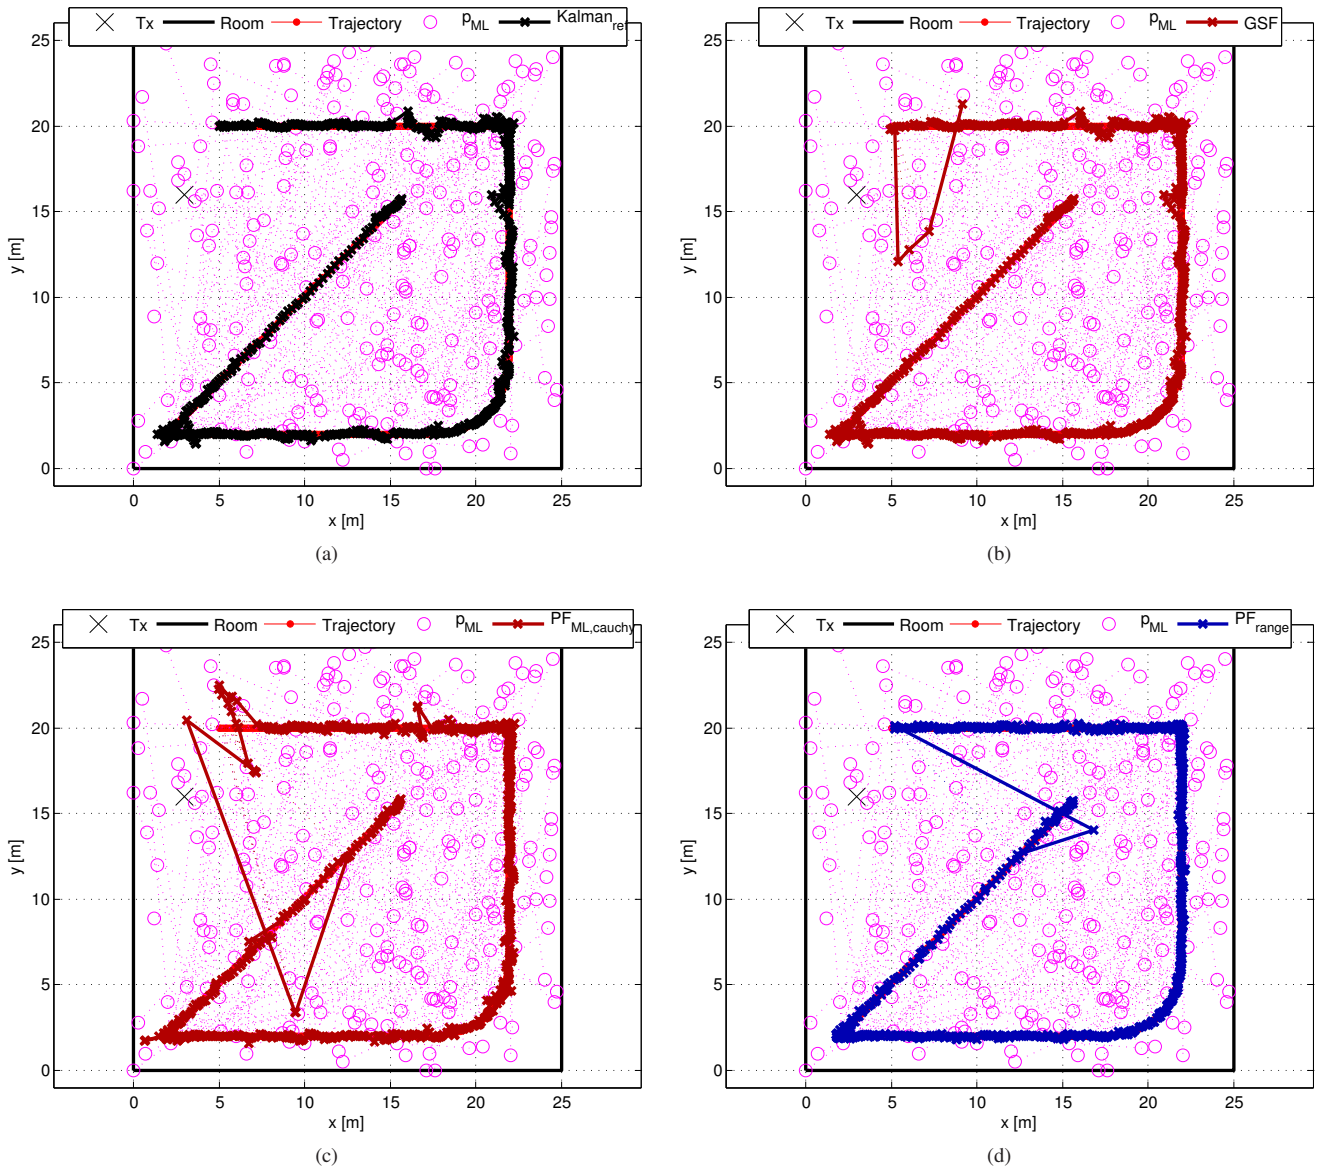 Tx Room Trajectory pML Kalmanref
25
20
15
10
5
0
y [m]
0 5 10 15 20 25
x [m]
(a)
Tx Room Trajectory pML GSF
25
20
15
10
5
0
y [m]
0 5 10 15 20 25
x [m]
(b)
Tx Room Trajectory pML PFML,cauchy
25
20
15
10
5
0
y [m]
0 5 10 15 20 25
x [m]
(c)
Tx Room Trajectory pML PFrange
25
20
15
10
5
0
y [m]
0 5 10 15 20 25
x [m]
(d)